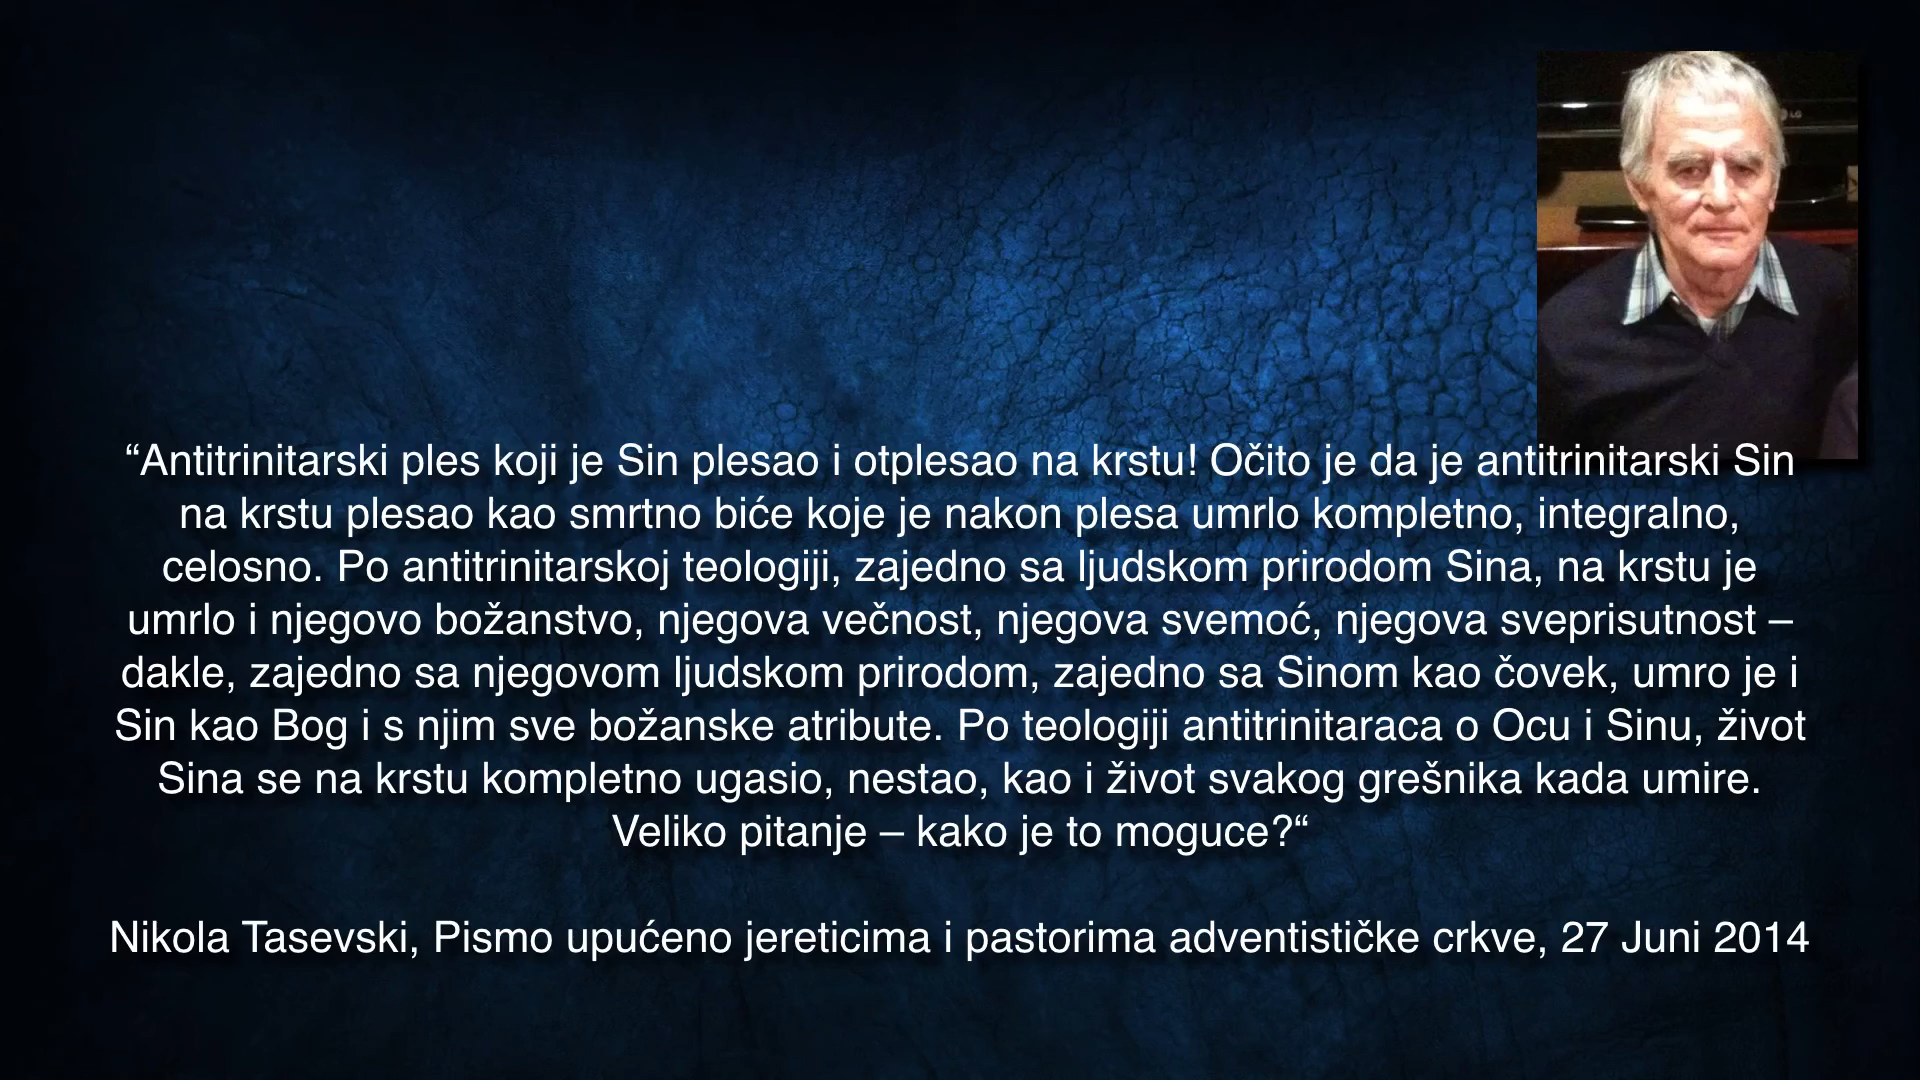 LG
“Antitrinitarski ples koji je Sin plesao i otplesao na krstu! Očito je da je antitrinitarski Sin
na krstu plesao kao smrtno biće koje je nakon plesa umrlo kompletno, integralno,
celosno. Po antitrinitarskoj teologiji, zajedno sa ljudskom prirodom Sina, na krstu je
umrlo i njegovo božanstvo, njegova večnost, njegova svemoć, njegova sveprisutnost –
dakle, zajedno sa njegovom ljudskom prirodom, zajedno sa Sinom kao čovek, umro je i
Sin kao Bog i s njim sve božanske atribute. Po teologiji antitrinitaraca o Ocu i Sinu, život
Sina se na krstu kompletno ugasio, nestao, kao i život svakog grešnika kada umire.
Veliko pitanje – kako je to moguce?“
Nikola Tasevski, Pismo upućeno jereticima i pastorima adventističke crkve, 27 Juni 2014